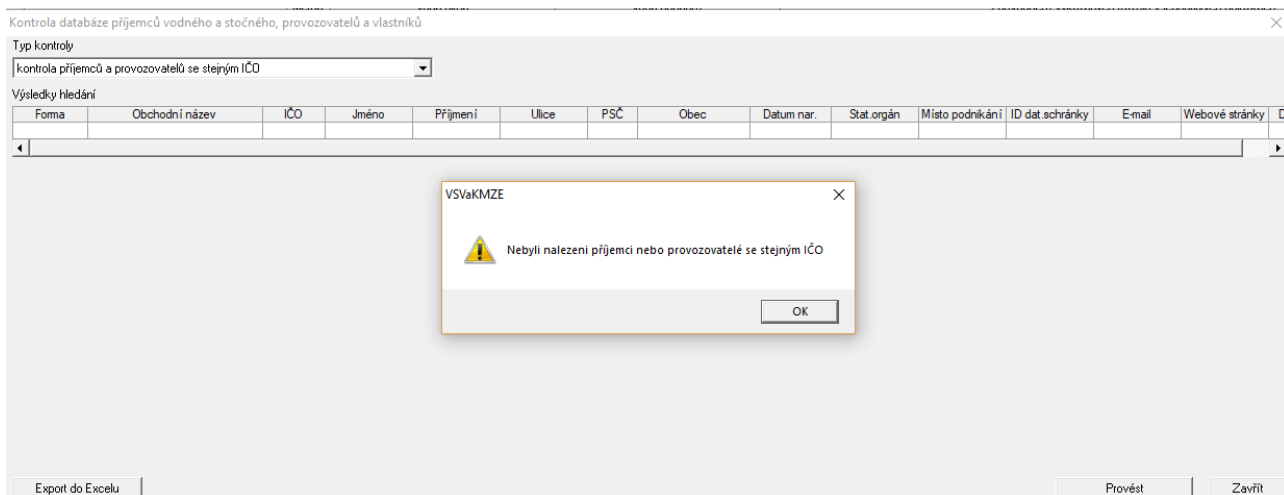 Kontrola databáze příjemců vodného a stočného, provozovatelů a vlastníků
Typ kontroly
kontrola příjemců a provozovatelů se stejným IČO
Výsledky hledání
Forma Obchodní název IČO Jméno Příjmení Ulice PSČ Obec Datum nar. Stat.orgán Místo podnikání ID dat.schránky E-mail Webové stránky
VSVaKMZE
Nebyli nalezeni příjemci nebo provozovatelé se stejným IČO
OK
Export do Excelu Provést Zavřít